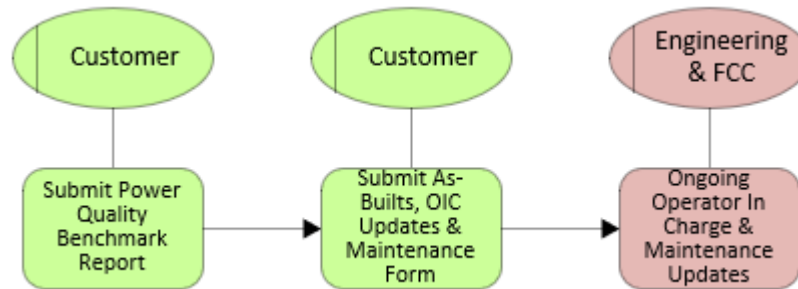 Customer
Customer
Engineering
& FCC
Submit Power
Quality
Benchmark
Report
Submit As-
Builts, OIC
Updates &
Maintenance
Form
Ongoing
Operator In
Charge &
Maintenance
Updates